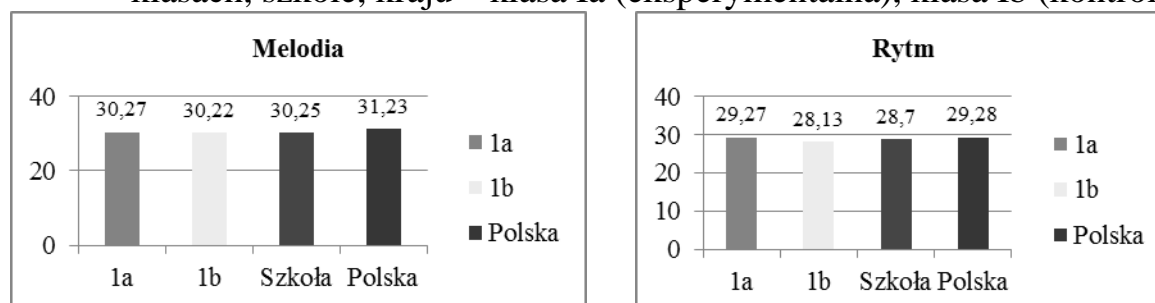 klasach, szkole, kraju – klasa Ia (eksperymentalna), klasa Ib (kontrol
Melodia
40
20
0
30,27
30,22
30,25
31,23
1a
1b
Szkoła
Polska
1a
1b
Polska
Rytm
40
30
20
10
0
29,27
28,13
28,7
29,28
1a
1b
Szkoła
Polska
1a
1b
Polska